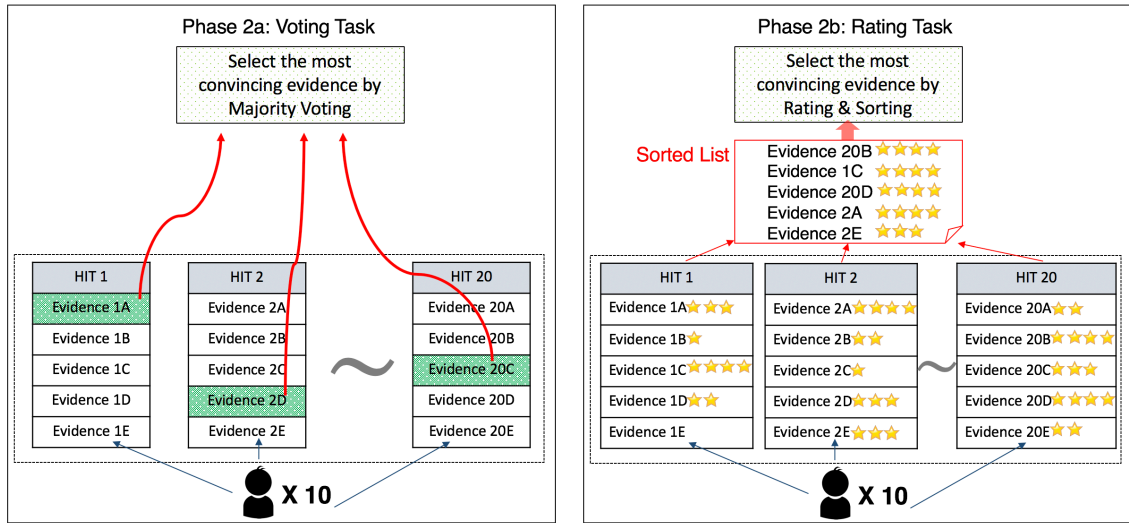 Phase 2a: Voting Task
Select the most
convincing evidence by
Majority Voting
HIT 1
Evidence 1A
Evidence 1B
Evidence 1C
Evidence 1D
Evidence 1E
HIT 2
Evidence 2A
Evidence 2B
Evidence 2C
Evidence 2D
Evidence 2E
HIT 20
Evidence 20A
Evidence 20B
Evidence 20C
Evidence 20D
Evidence 20E
X 10
Phase 2b: Rating Task
Select the most
convincing evidence by
Rating & Sorting
Sorted List
Evidence 20B
Evidence 1C
Evidence 20D
Evidence 2A
Evidence 2E
HIT 1
Evidence 1A
Evidence 1B
Evidence 1C
Evidence 1D
Evidence 1E
HIT 2
Evidence 2A
Evidence 2B
Evidence 2C
Evidence 2D
Evidence 2E
HIT 20
Evidence 20A
Evidence 20B
Evidence 20C
Evidence 20D
Evidence 20E
X 10